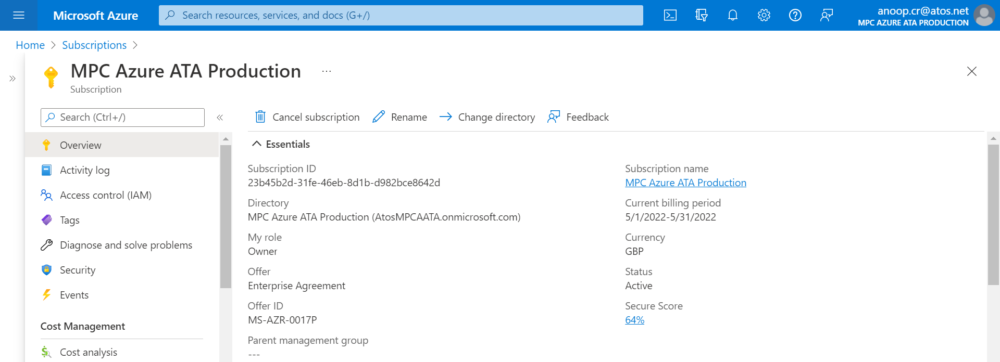 Microsoft Azure
Search resources, services, and docs (G+/)
anoop.cr@atos.net
MPC AZURE ATA PRODUCTION
Home > Subscriptions >
MPC Azure ATA Production ...
Subscription
Search (Ctrl+/)
Overview
Activity log
Access control (IAM)
Tags
Diagnose and solve problems
Security
Events
Cost Management
Cost analysis
Cancel subscription Rename Change directory Feedback
Essentials
Subscription ID
23b45b2d-31fe-46eb-8d1b-d982bce8642d
Directory
MPC Azure ATA Production (AtosMPCAATA.onmicrosoft.com)
My role
Owner
Offer
Enterprise Agreement
Offer ID
MS-AZR-0017P
Parent management group
---
Subscription name
MPC Azure ATA Production
Current billing period
5/1/2022-5/31/2022
Currency
GBP
Status
Active
Secure Score
64%